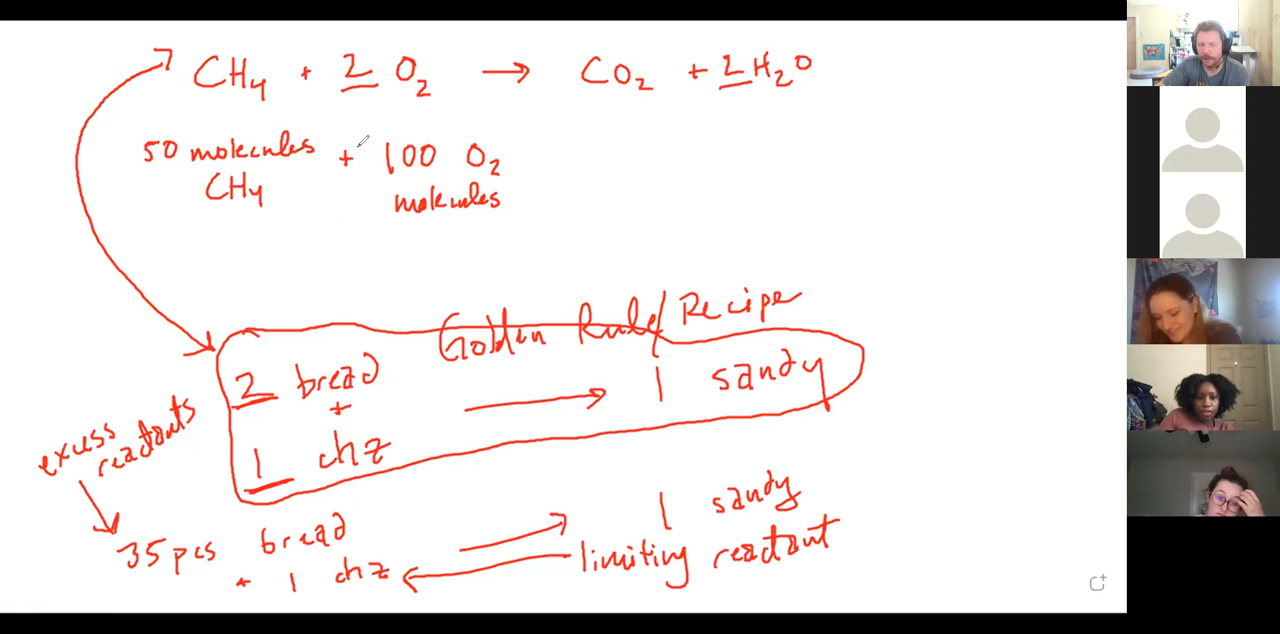 CH4 + 2 O2 → CO2 + 2 H2O
50 molecules + 100 O2
CH4 molecules
Golden Rule/Recipe
2 bread
+
→ 1 sandy
1 chz
excess
reactants
35 pcs bread
1 sandy
+ 1 chz
limiting reactant